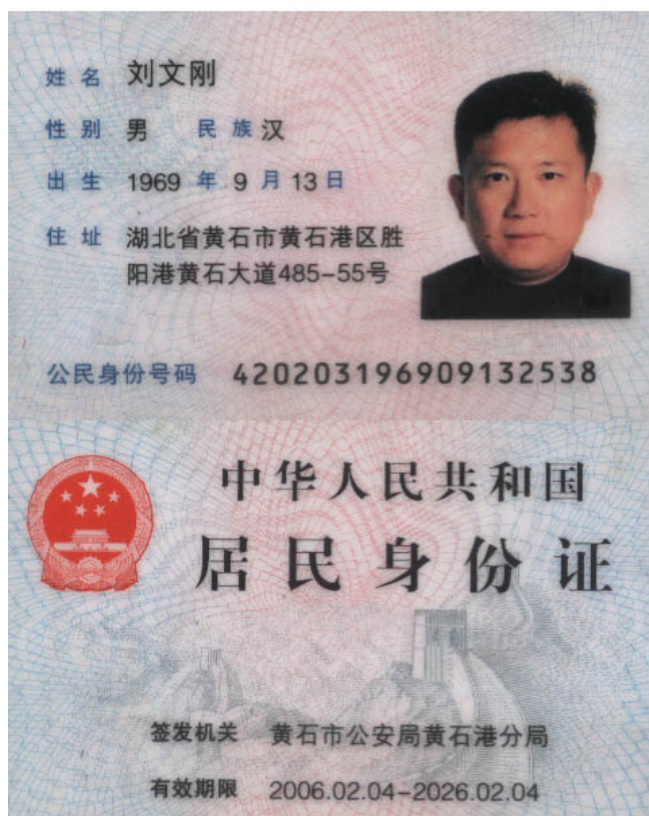 姓名 刘文刚
性别 男 民族 汉
出生 1969 年 9 月 13 日
住址 湖北省黄石市黄石港区胜
阳港黄石大道485-55号
公民身份号码 420203196909132538
中华人民共和国
居民身份证
签发机关 黄石市公安局黄石港分局
有效期限 2006.02.04-2026.02.04